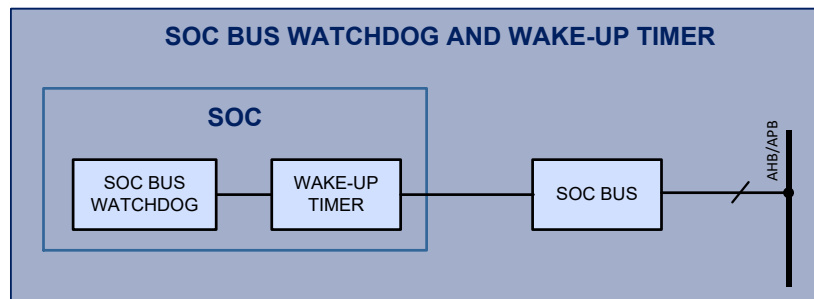 SOC BUS WATCHDOG AND WAKE-UP TIMER
SOC
SOC BUS
WATCHDOG
WAKE-UP
TIMER
SOC BUS
AHB/APB